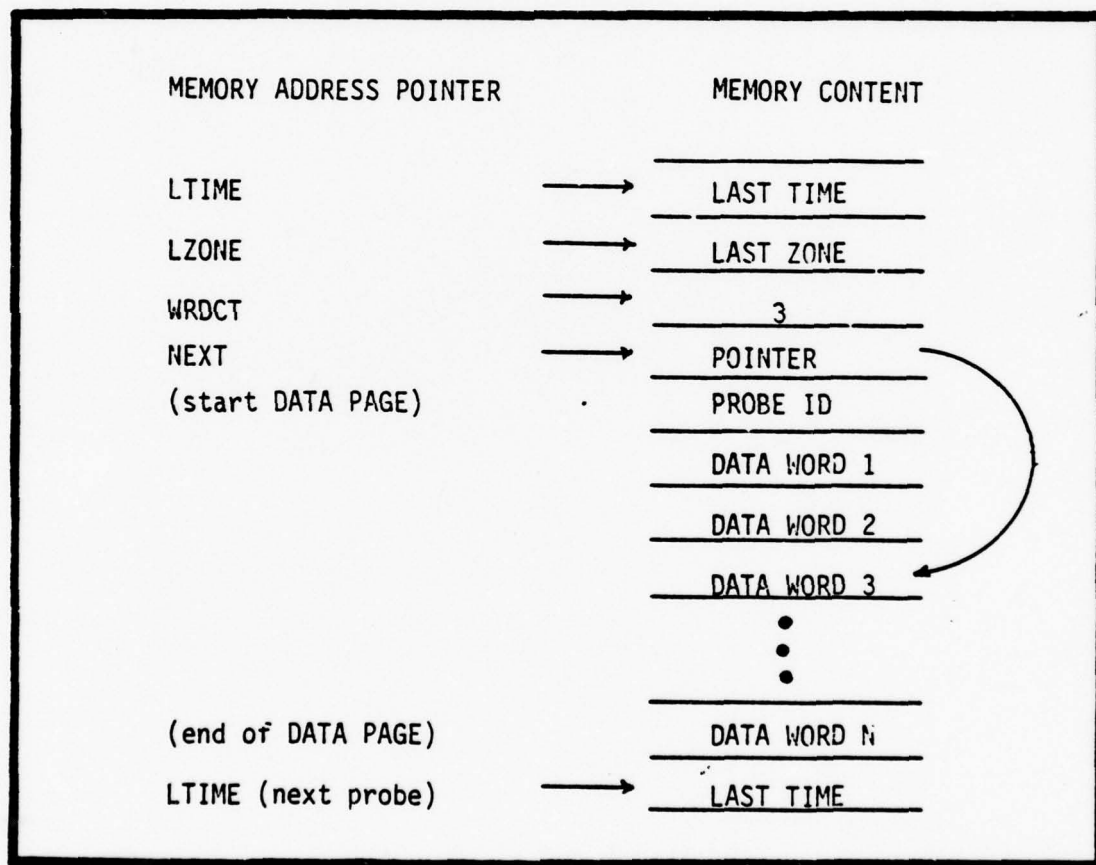 MEMORY ADDRESS POINTER MEMORY CONTENT
LTIME LAST TIME
LZONE LAST ZONE
WRDCT 3
NEXT POINTER
(start DATA PAGE) PROBE ID
DATA WORD 1
DATA WORD 2
DATA WORD 3
(end of DATA PAGE) DATA WORD N
LTIME (next probe) LAST TIME